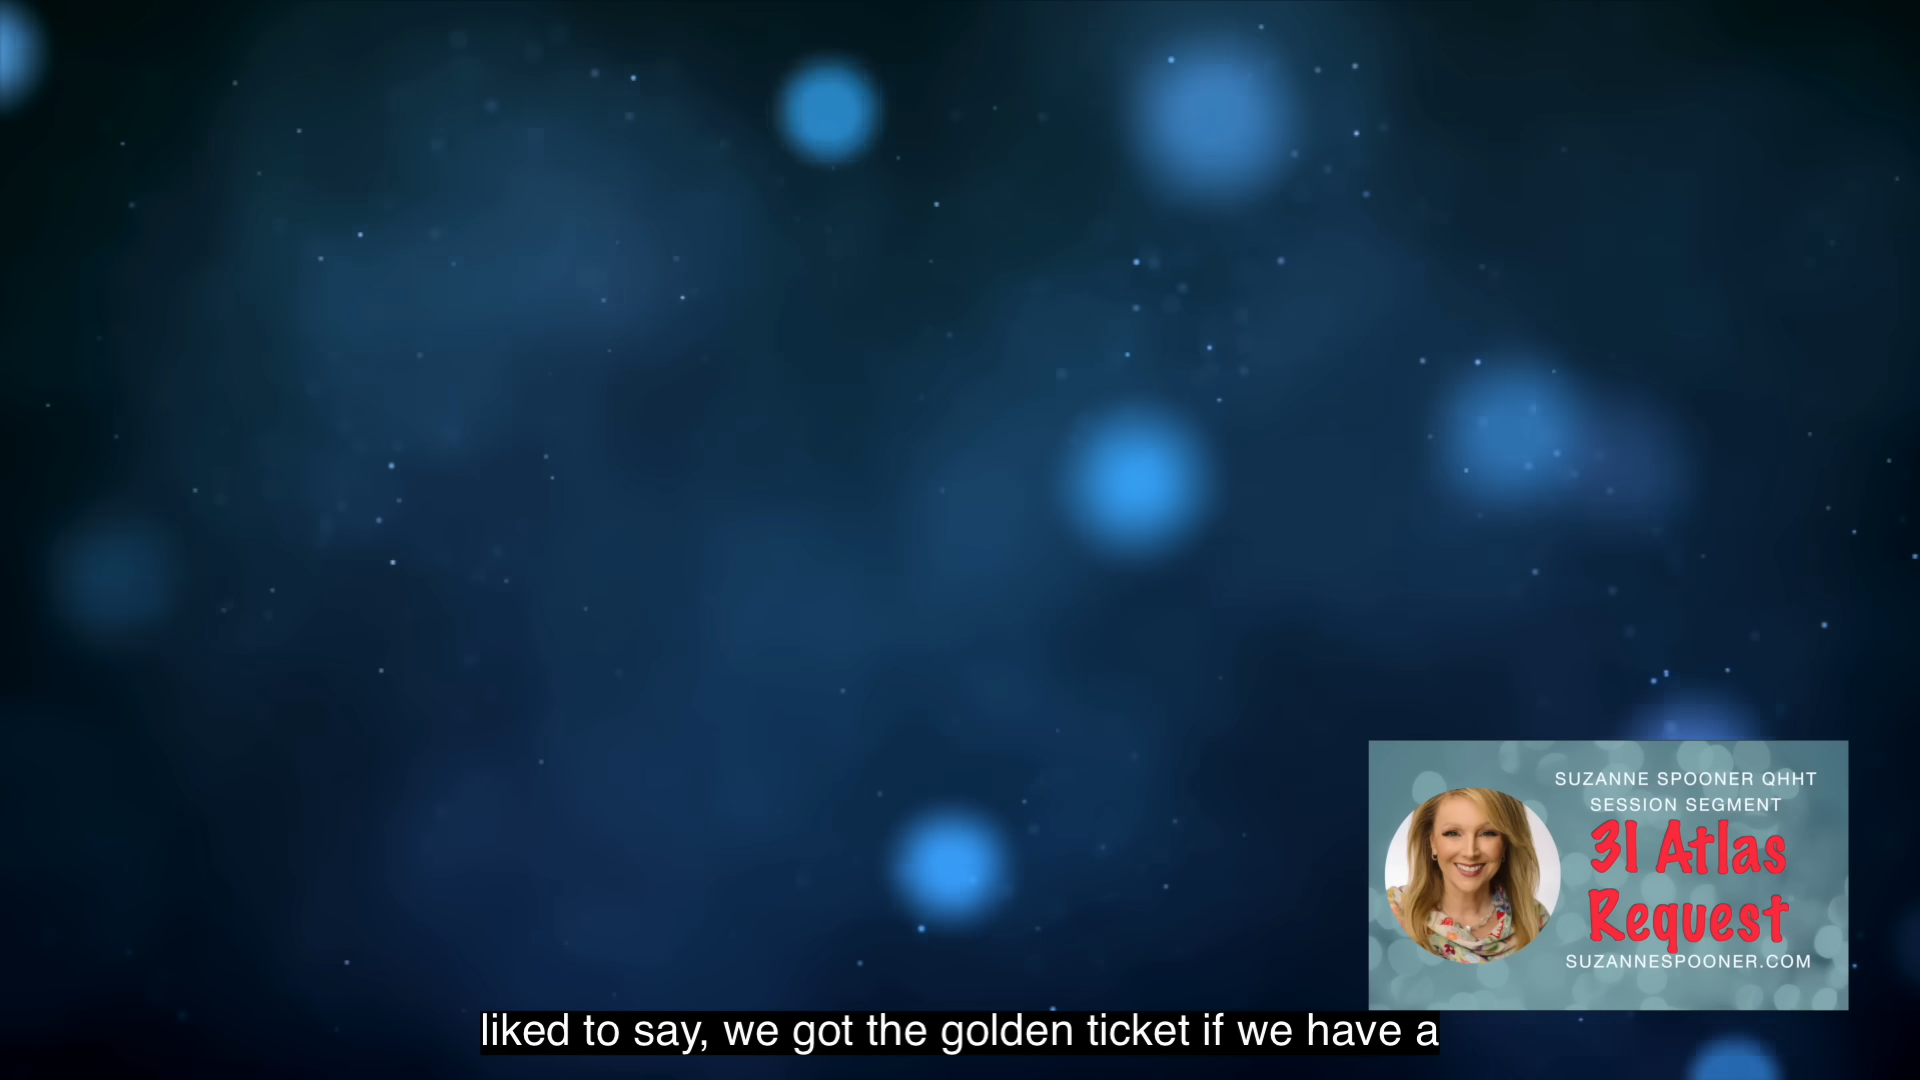 SUZANNE SPOONER QHHT
SESSION SEGMENT
3I Atlas
Request
SUZANNESPOONER.COM
liked to say, we got the golden ticket if we have a